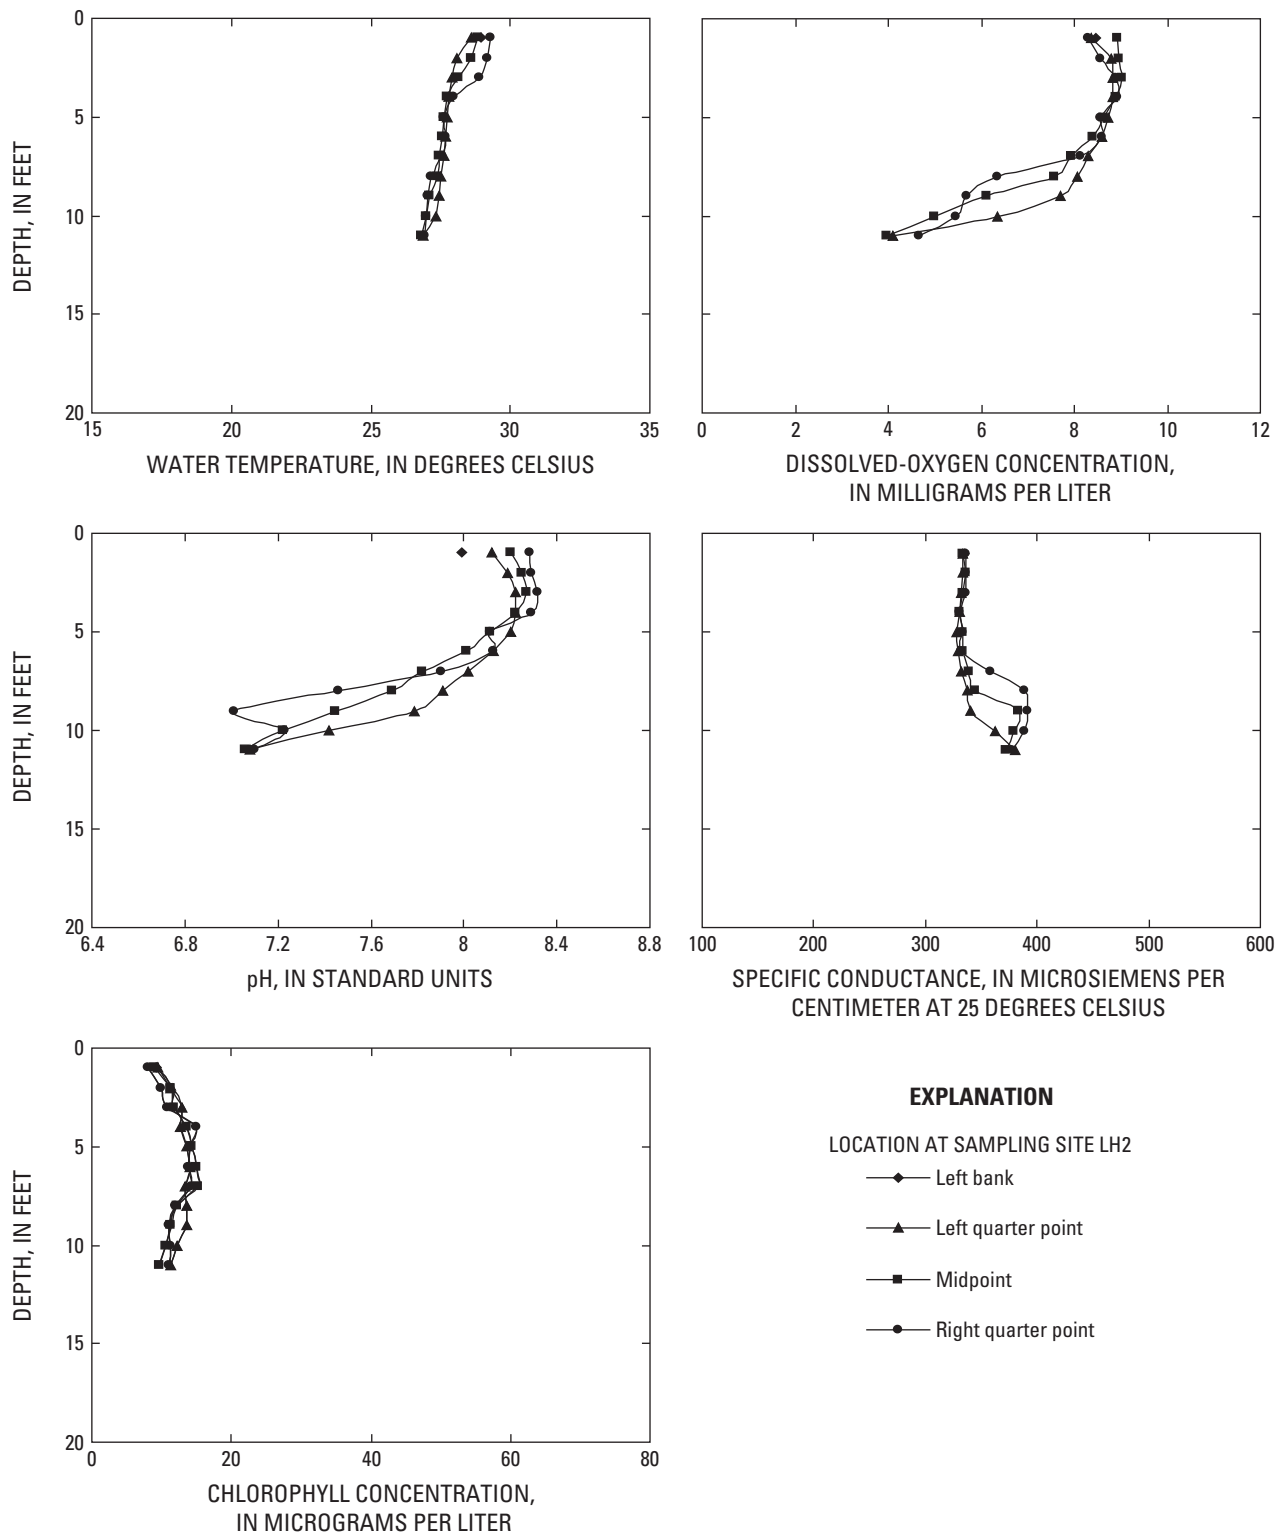 0
5
10
15
20
DEPTH, IN FEET
15 20 25 30 35
WATER TEMPERATURE, IN DEGREES CELSIUS
0 2 4 6 8 10 12
DISSOLVED-OXYGEN CONCENTRATION,
IN MILLIGRAMS PER LITER
0
5
10
15
20
DEPTH, IN FEET
6.4 6.8 7.2 7.6 8 8.4 8.8
pH, IN STANDARD UNITS
100 200 300 400 500 600
SPECIFIC CONDUCTANCE, IN MICROSIEMENS PER
CENTIMETER AT 25 DEGREES CELSIUS
0
5
10
15
20
DEPTH, IN FEET
0 20 40 60 80
CHLOROPHYLL CONCENTRATION,
IN MICROGRAMS PER LITER
EXPLANATION
LOCATION AT SAMPLING SITE LH2
Left bank
Left quarter point
Midpoint
Right quarter point